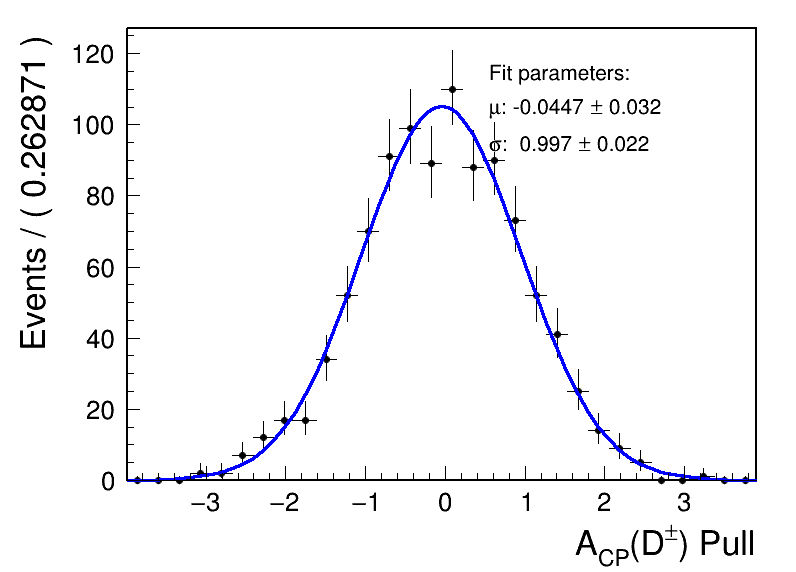 Events / ( 0.262871 )
120
100
80
60
40
20
0
Fit parameters:
μ: -0.0447 ± 0.032
σ: 0.997 ± 0.022
−3 −2 −1 0 1 2 3
A_CP(D^±) Pull